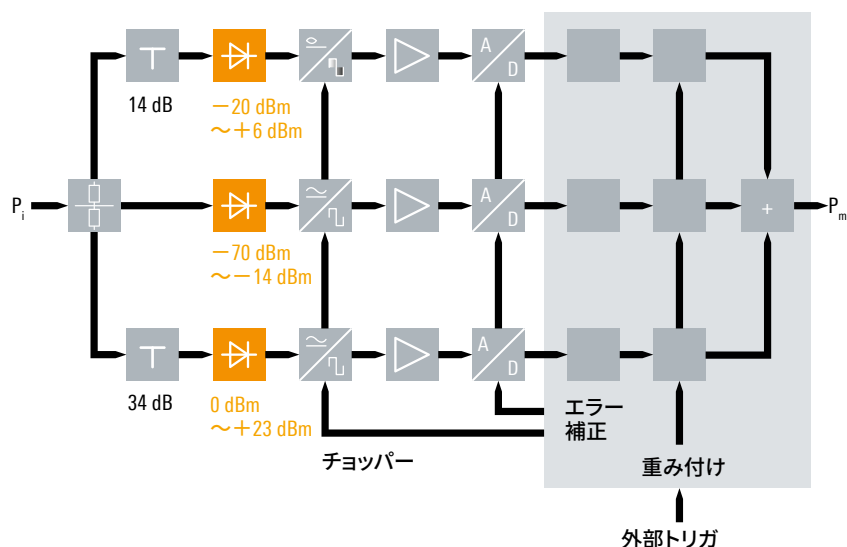 A
D
14 dB
－20 dBm
～＋6 dBm
Pi
A
D
+
Pm
－70 dBm
～－14 dBm
A
D
34 dB
0 dBm
～＋23 dBm
エラー
補正
チョッパー
重み付け
外部トリガ